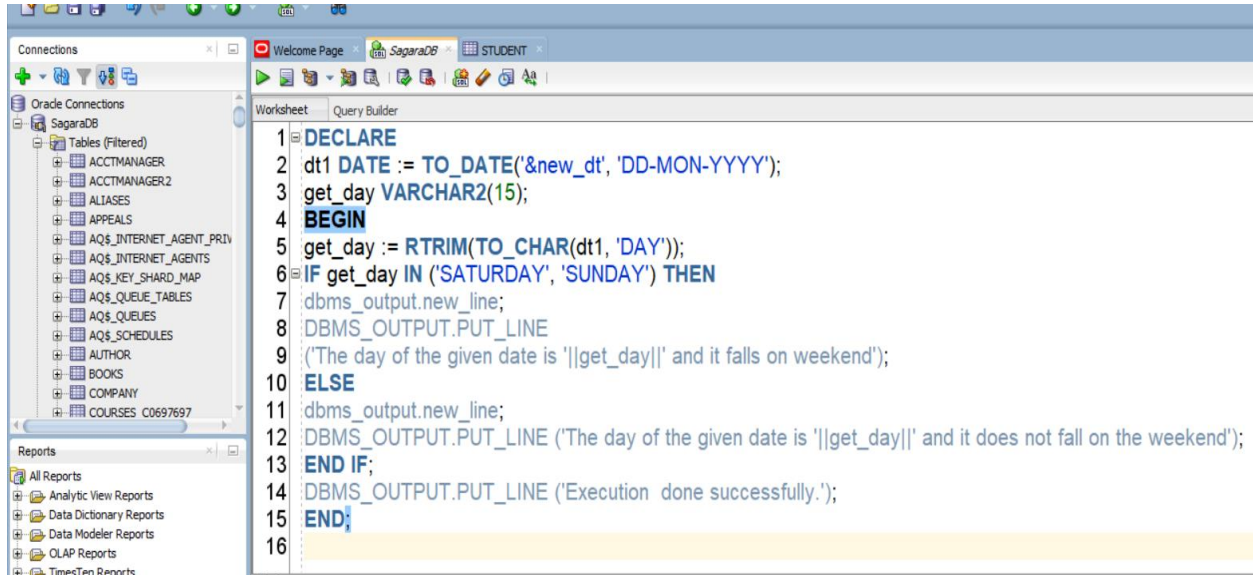 Connections
Oracle Connections
SagaraDB
Tables (Filtered)
ACCTMANAGER
ACCTMANAGER2
ALIASES
APPEALS
AQ$_INTERNET_AGENT_PRIV
AQ$_INTERNET_AGENTS
AQ$_KEY_SHARD_MAP
AQ$_QUEUE_TABLES
AQ$_QUEUES
AQ$_SCHEDULES
AUTHOR
BOOKS
COMPANY
COURSES_C0697697
Reports
All Reports
Analytic View Reports
Data Dictionary Reports
Data Modeler Reports
OLAP Reports
TimesTen Reports
Welcome Page SagaraDB STUDENT
Worksheet Query Builder
1 DECLARE
2 dt1 DATE := TO_DATE('&new_dt', 'DD-MON-YYYY');
3 get_day VARCHAR2(15);
4 BEGIN
5 get_day := RTRIM(TO_CHAR(dt1, 'DAY'));
6 IF get_day IN ('SATURDAY', 'SUNDAY') THEN
7 dbms_output.new_line;
8 DBMS_OUTPUT.PUT_LINE
9 ('The day of the given date is '||get_day||' and it falls on weekend');
10 ELSE
11 dbms_output.new_line;
12 DBMS_OUTPUT.PUT_LINE ('The day of the given date is '||get_day||' and it does not fall on the weekend');
13 END IF;
14 DBMS_OUTPUT.PUT_LINE ('Execution  done successfully.');
15 END;
16